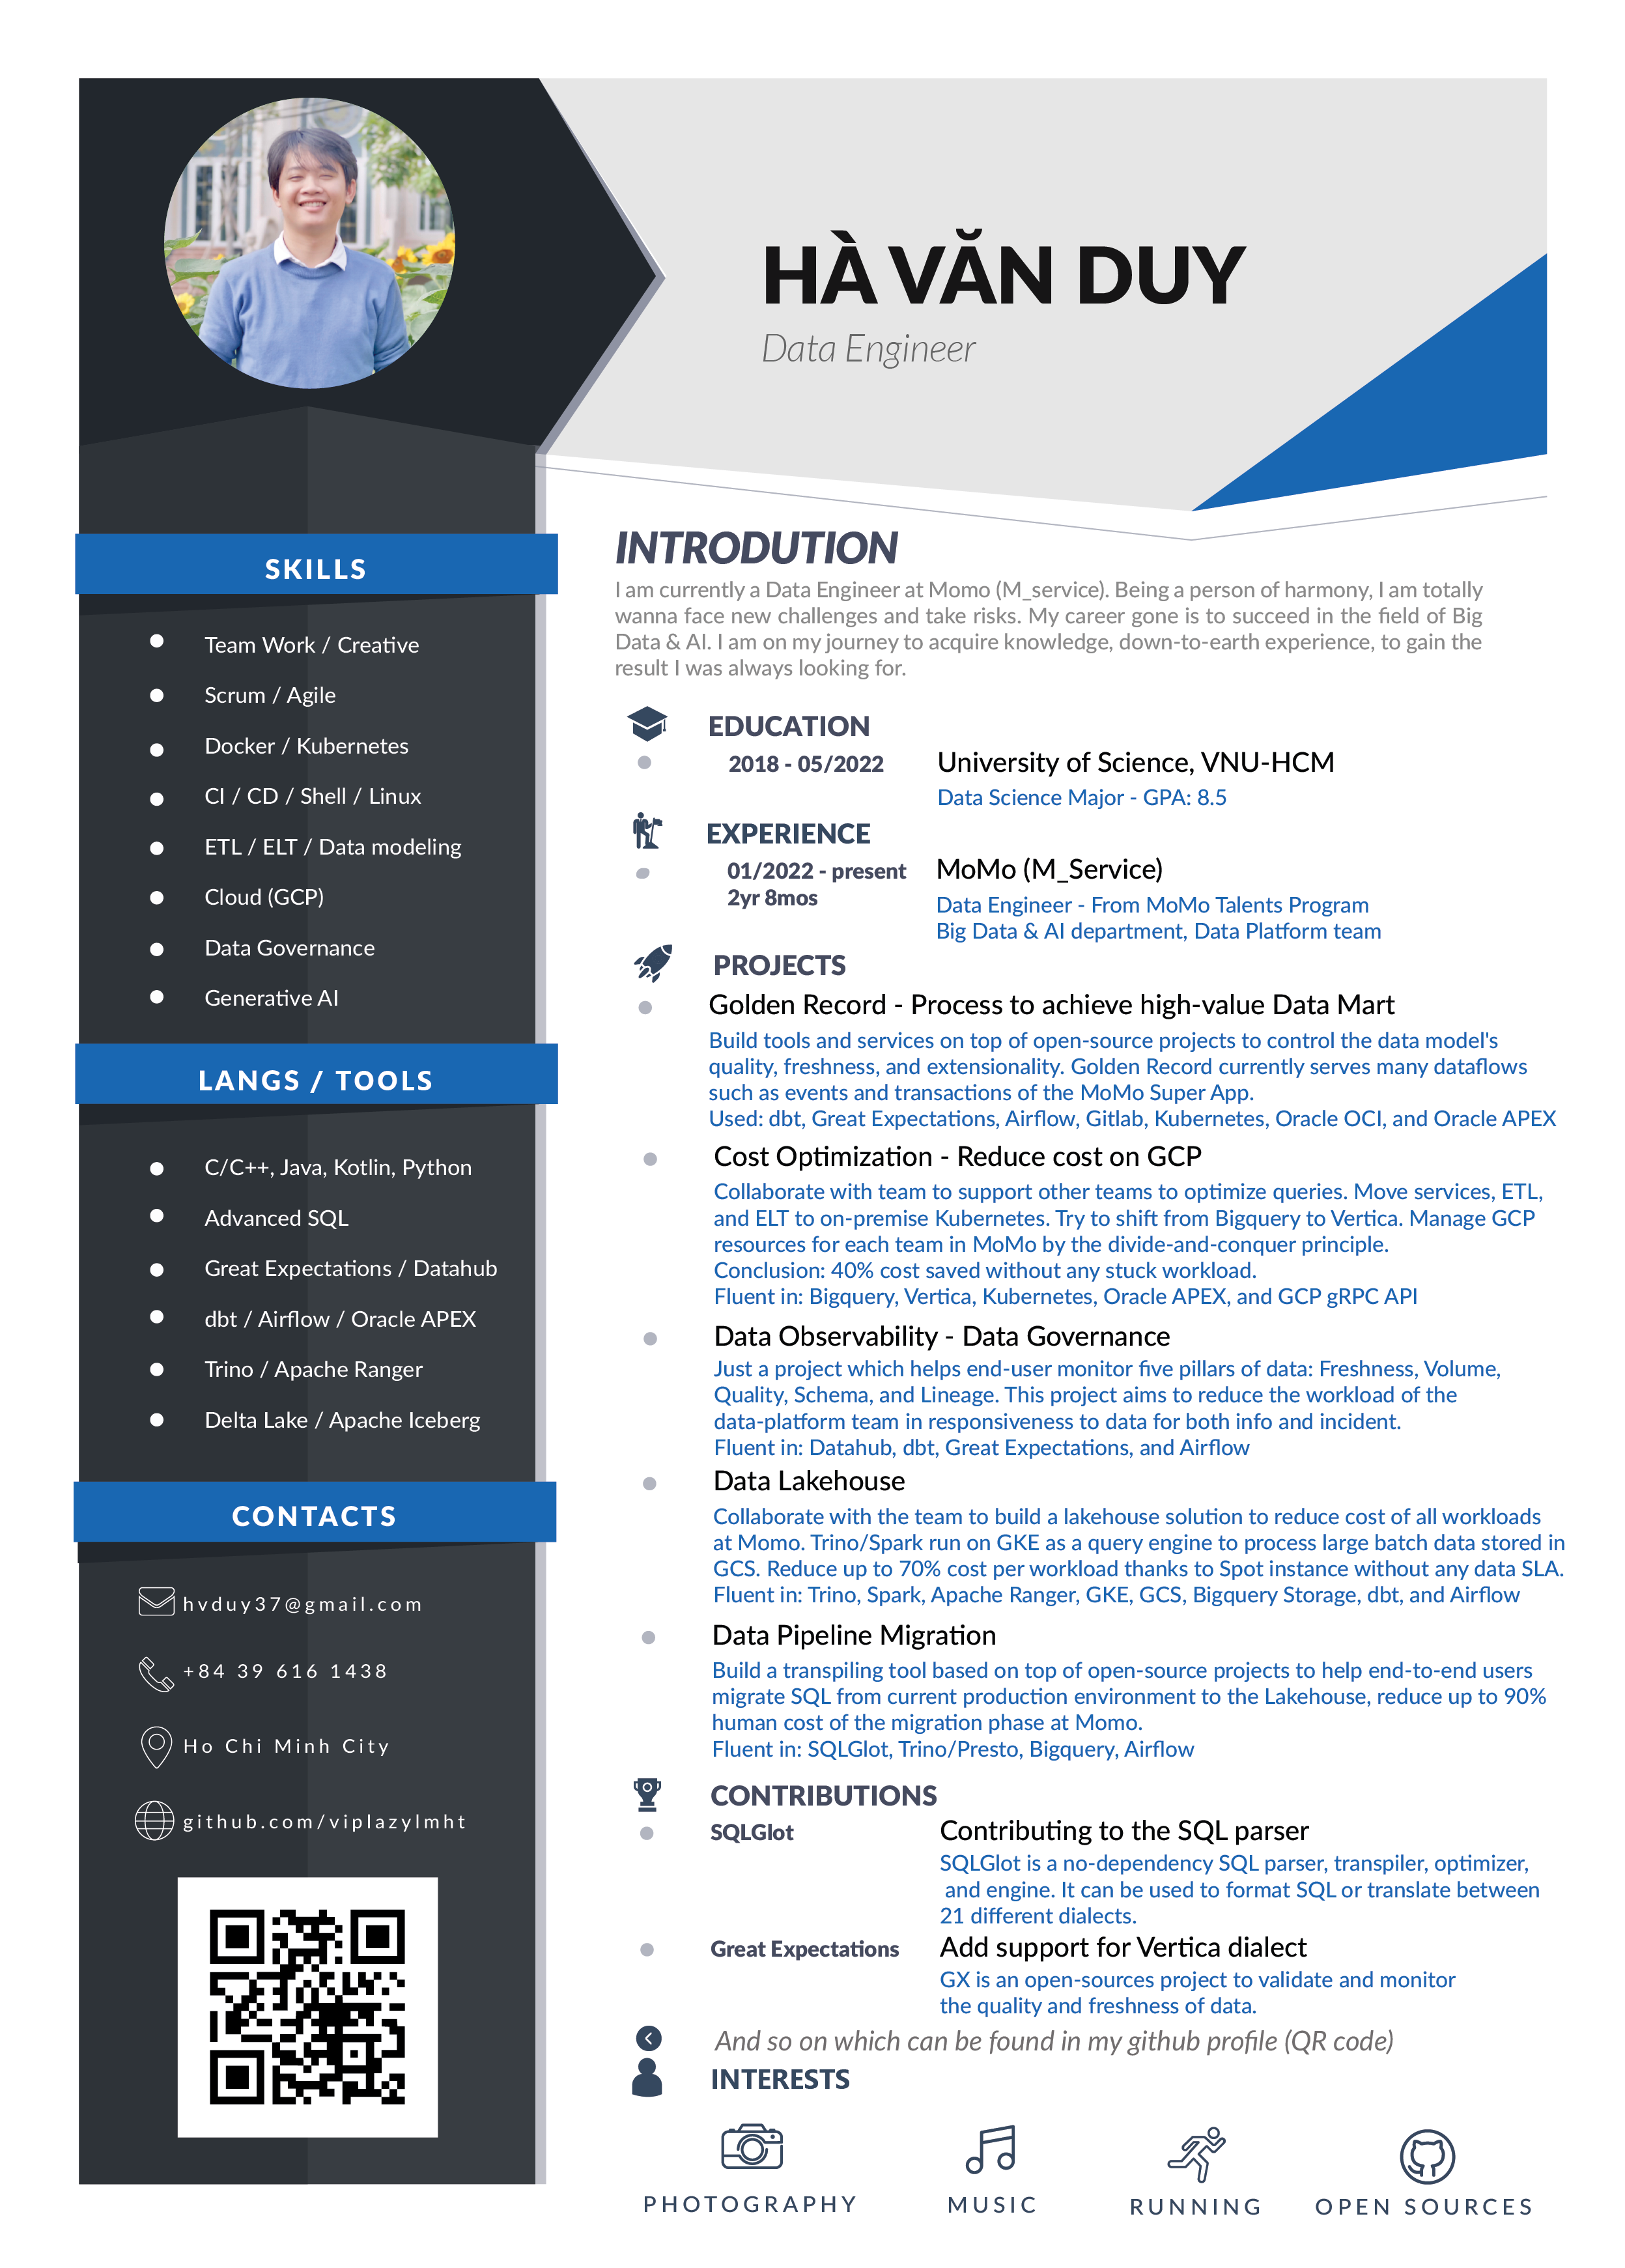 HÀ VĂN DUY
Data Engineer
SKILLS
Team Work / Creative
Scrum / Agile
Docker / Kubernetes
CI / CD / Shell / Linux
ETL / ELT / Data modeling
Cloud (GCP)
Data Governance
Generative AI
LANGS / TOOLS
C/C++, Java, Kotlin, Python
Advanced SQL
Great Expectations / Datahub
dbt / Airflow / Oracle APEX
Trino / Apache Ranger
Delta Lake / Apache Iceberg
CONTACTS
hvduy37@gmail.com
+84 39 616 1438
Ho Chi Minh City
github.com/viplazylmht
INTRODUTION
I am currently a Data Engineer at Momo (M_service). Being a person of harmony, I am totally
wanna face new challenges and take risks. My career gone is to succeed in the field of Big
Data & AI. I am on my journey to acquire knowledge, down-to-earth experience, to gain the
result I was always looking for.
EDUCATION
2018 - 05/2022 University of Science, VNU-HCM
Data Science Major - GPA: 8.5
EXPERIENCE
01/2022 - present MoMo (M_Service)
2yr 8mos
Data Engineer - From MoMo Talents Program
Big Data & AI department, Data Platform team
PROJECTS
Golden Record - Process to achieve high-value Data Mart
Build tools and services on top of open-source projects to control the data model's
quality, freshness, and extensionality. Golden Record currently serves many dataflows
such as events and transactions of the MoMo Super App.
Used: dbt, Great Expectations, Airflow, Gitlab, Kubernetes, Oracle OCI, and Oracle APEX
Cost Optimization - Reduce cost on GCP
Collaborate with team to support other teams to optimize queries. Move services, ETL,
and ELT to on-premise Kubernetes. Try to shift from Bigquery to Vertica. Manage GCP
resources for each team in MoMo by the divide-and-conquer principle.
Conclusion: 40% cost saved without any stuck workload.
Fluent in: Bigquery, Vertica, Kubernetes, Oracle APEX, and GCP gRPC API
Data Observability - Data Governance
Just a project which helps end-user monitor five pillars of data: Freshness, Volume,
Quality, Schema, and Lineage. This project aims to reduce the workload of the
data-platform team in responsiveness to data for both info and incident.
Fluent in: Datahub, dbt, Great Expectations, and Airflow
Data Lakehouse
Collaborate with the team to build a lakehouse solution to reduce cost of all workloads
at Momo. Trino/Spark run on GKE as a query engine to process large batch data stored in
GCS. Reduce up to 70% cost per workload thanks to Spot instance without any data SLA.
Fluent in: Trino, Spark, Apache Ranger, GKE, GCS, Bigquery Storage, dbt, and Airflow
Data Pipeline Migration
Build a transpiling tool based on top of open-source projects to help end-to-end users
migrate SQL from current production environment to the Lakehouse, reduce up to 90%
human cost of the migration phase at Momo.
Fluent in: SQLGlot, Trino/Presto, Bigquery, Airflow
CONTRIBUTIONS
SQLGlot Contributing to the SQL parser
SQLGlot is a no-dependency SQL parser, transpiler, optimizer,
and engine. It can be used to format SQL or translate between
21 different dialects.
Great Expectations Add support for Vertica dialect
GX is an open-sources project to validate and monitor
the quality and freshness of data.
And so on which can be found in my github profile (QR code)
INTERESTS
PHOTOGRAPHY MUSIC RUNNING OPEN SOURCES